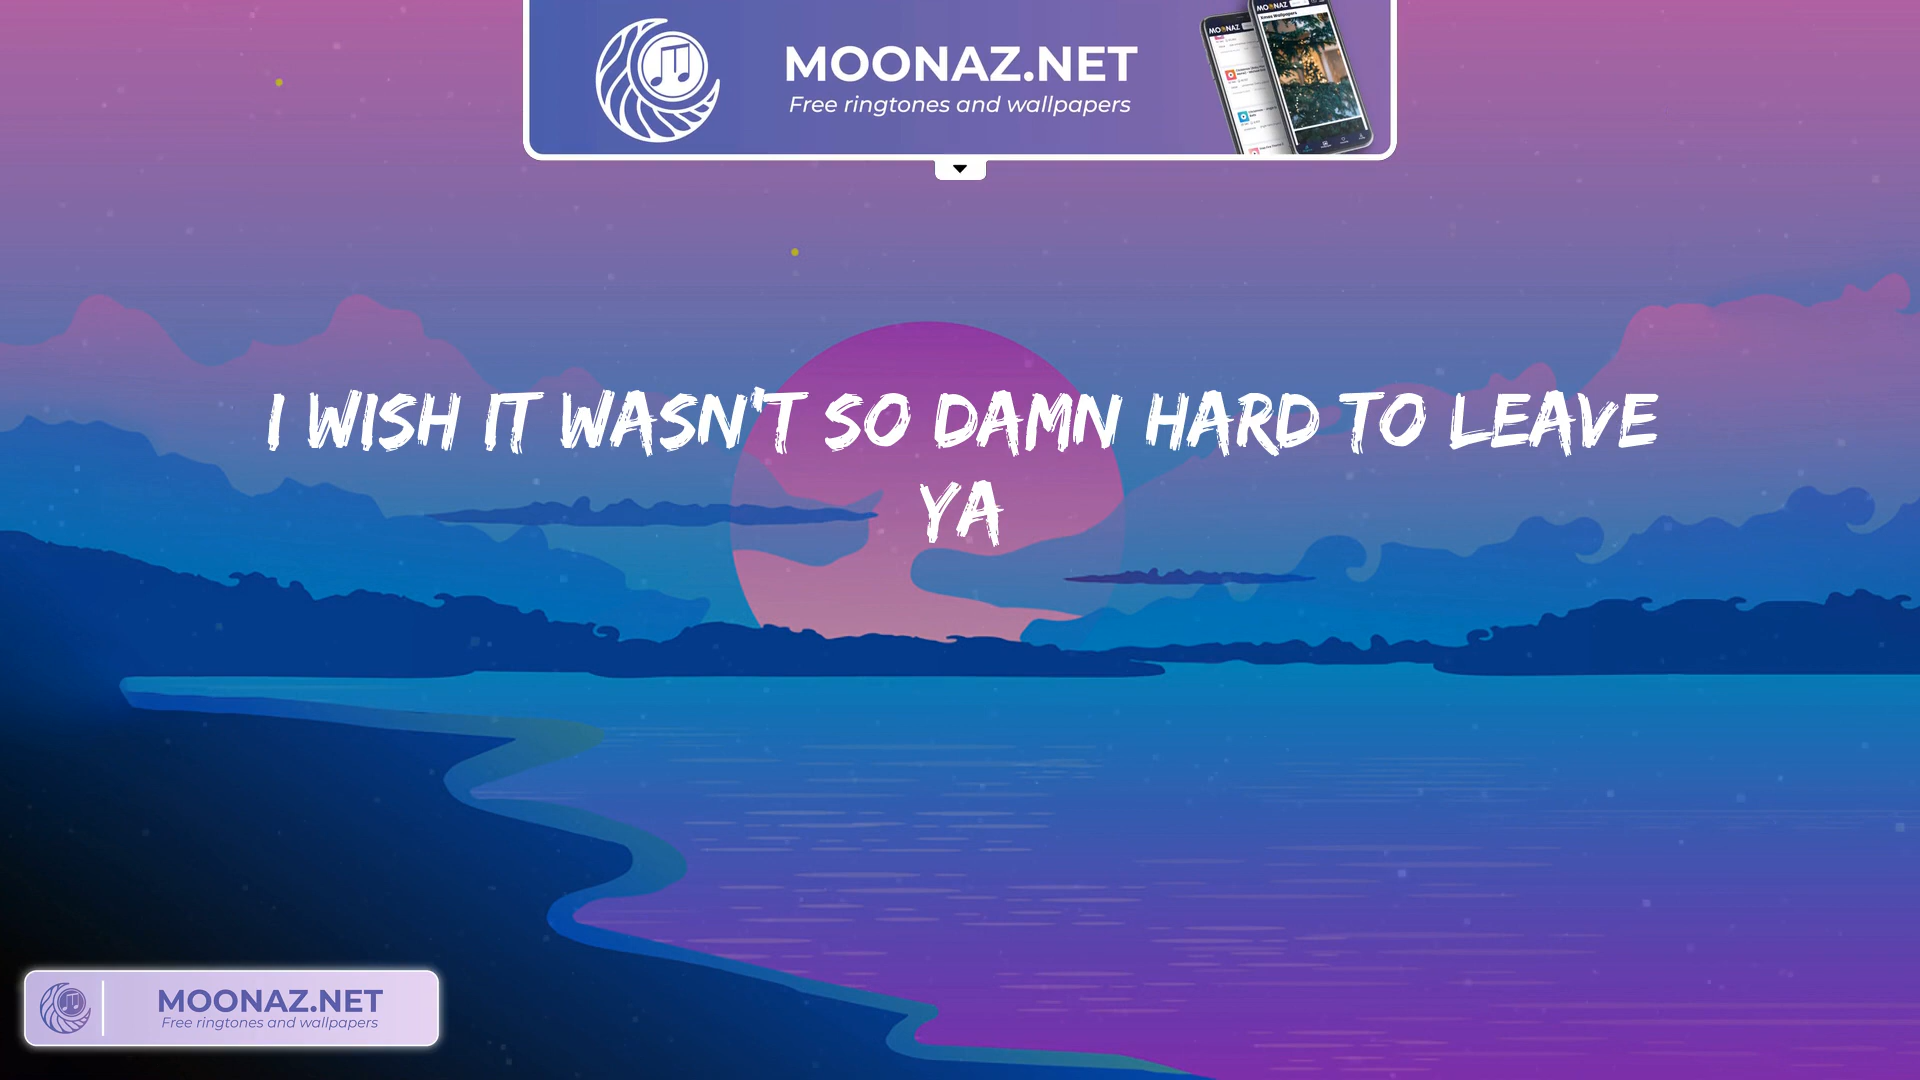 MOONAZ.NET
Free ringtones and wallpapers
I WISH IT WASN'T SO DAMN HARD TO LEAVE
YA
MOONAZ.NET
Free ringtones and wallpapers